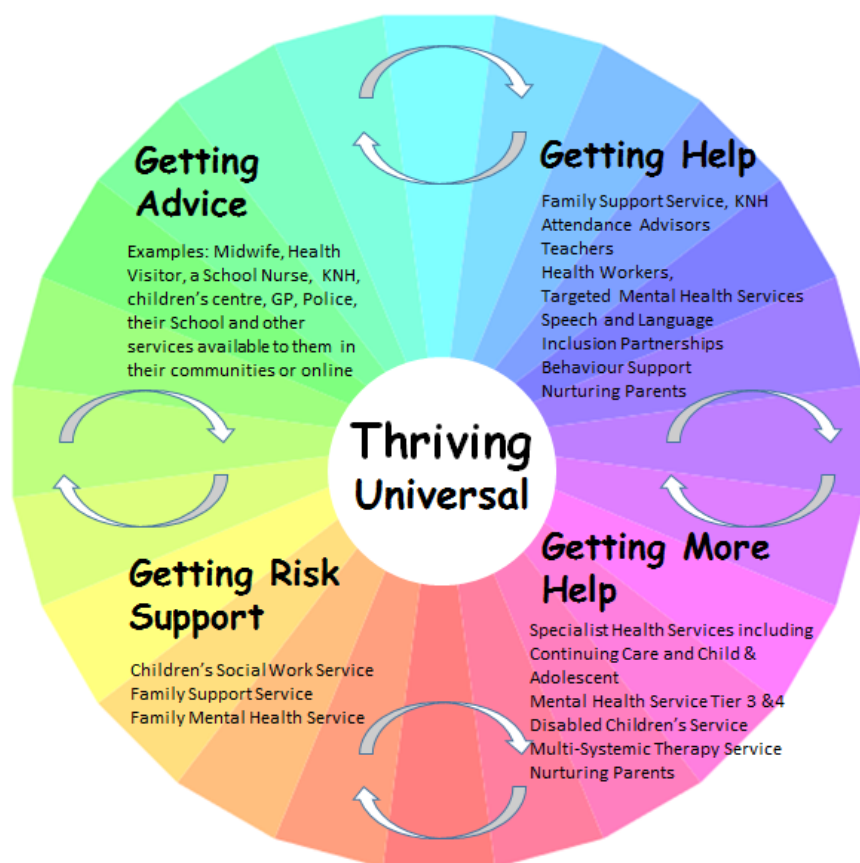 Getting
Advice
Examples: Midwife, Health
Visitor, a School Nurse, KNH,
children's centre, GP, Police,
their School and other
services available to them in
their communities or online
Getting Help
Family Support Service, KNH
Attendance Advisors
Teachers
Health Workers,
Targeted Mental Health Services
Speech and Language
Inclusion Partnerships
Behaviour Support
Nurturing Parents
Thriving
Universal
Getting Risk
Support
Children's Social Work Service
Family Support Service
Family Mental Health Service
Getting More
Help
Specialist Health Services including
Continuing Care and Child &
Adolescent
Mental Health Service Tier 3 &4
Disabled Children's Service
Multi-Systemic Therapy Service
Nurturing Parents